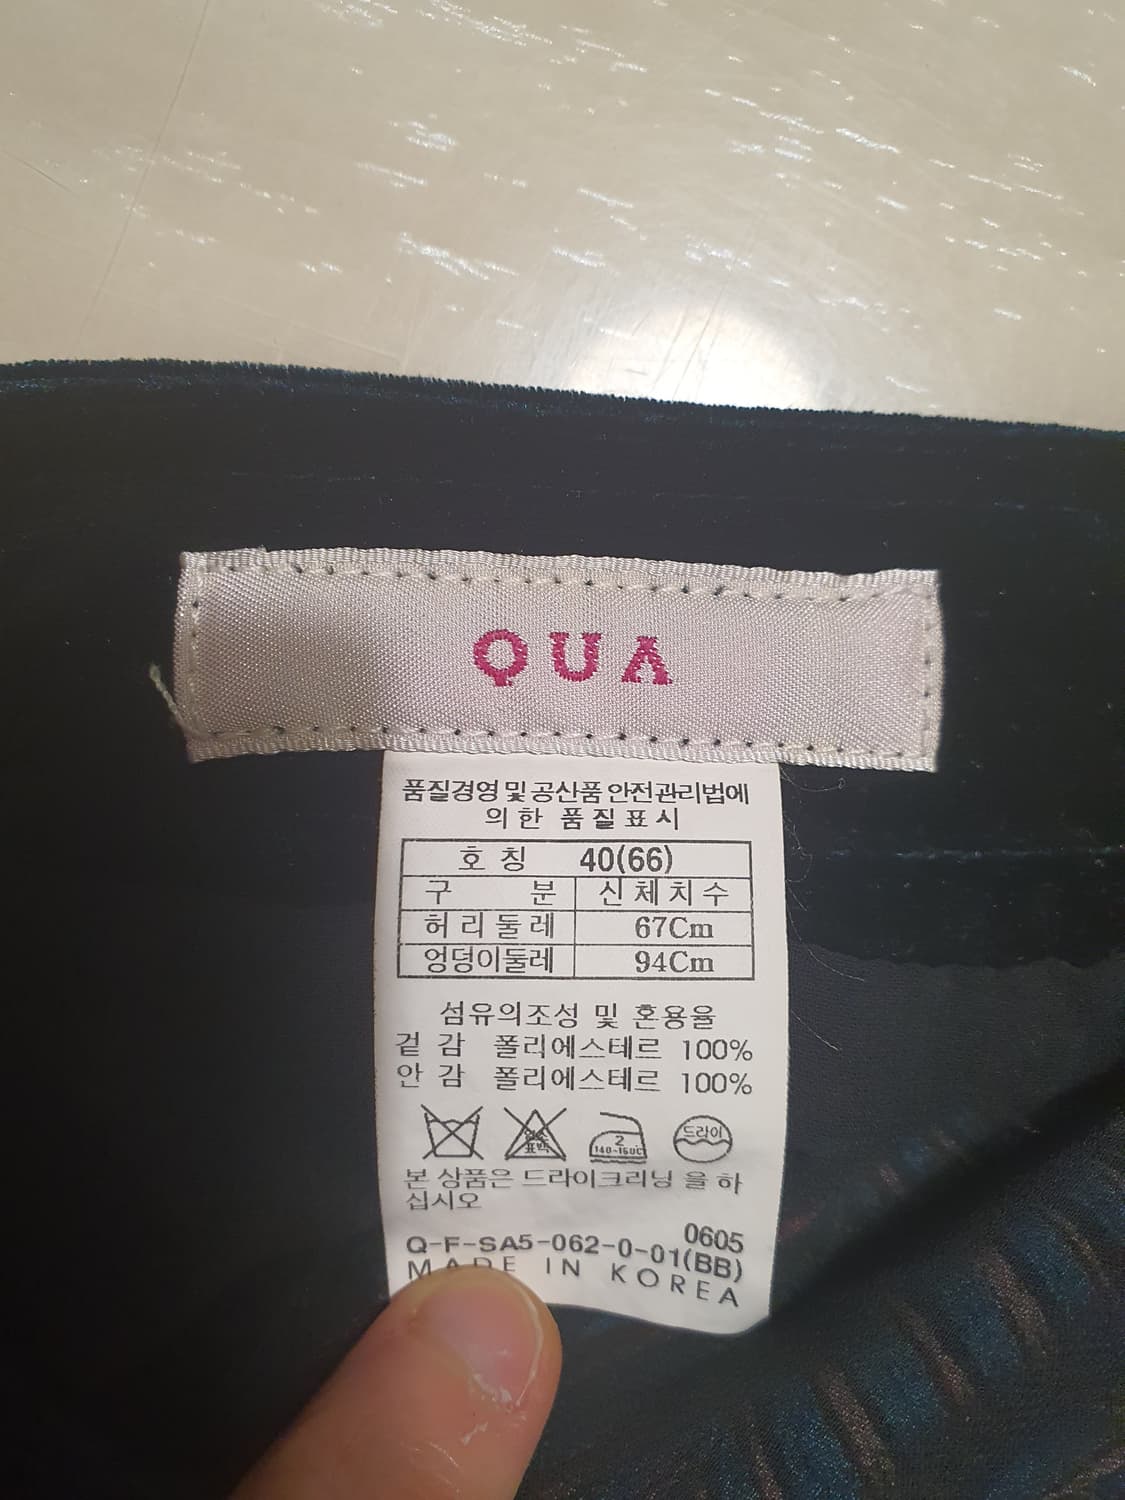 QUA
품질경영및공산품안전관리법에
의한 품질표시
호칭 40(66)
구 분 신체치수
허리둘레 67Cm
엉덩이둘레 94Cm
섬유의조성 및 혼용율
겉감 폴리에스테르 100%
안감 폴리에스테르 100%
2 드라이
표백
140~160℃
본 상품은 드라이크리닝 을 하
십시오
0605
Q-F-SA5-062-0-01(BB)
MADE IN KOREA